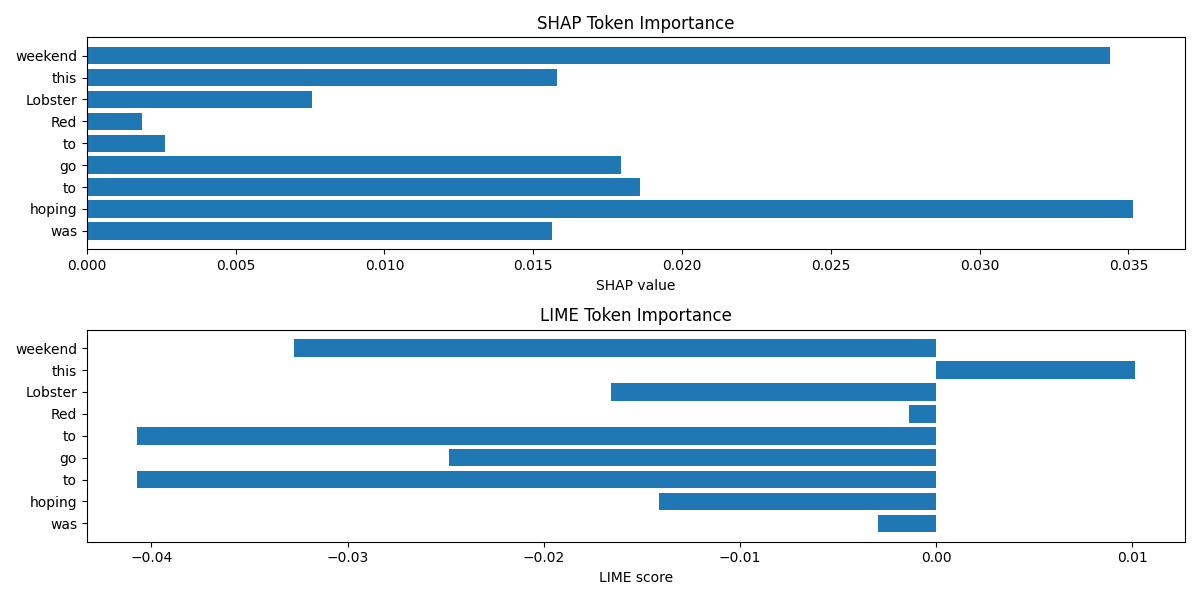 SHAP Token Importance
weekend
this
Lobster
Red
to
go
to
hoping
was
0.000 0.005 0.010 0.015 0.020 0.025 0.030 0.035
SHAP value
LIME Token Importance
weekend
this
Lobster
Red
to
go
to
hoping
was
−0.04 −0.03 −0.02 −0.01 0.00 0.01
LIME score